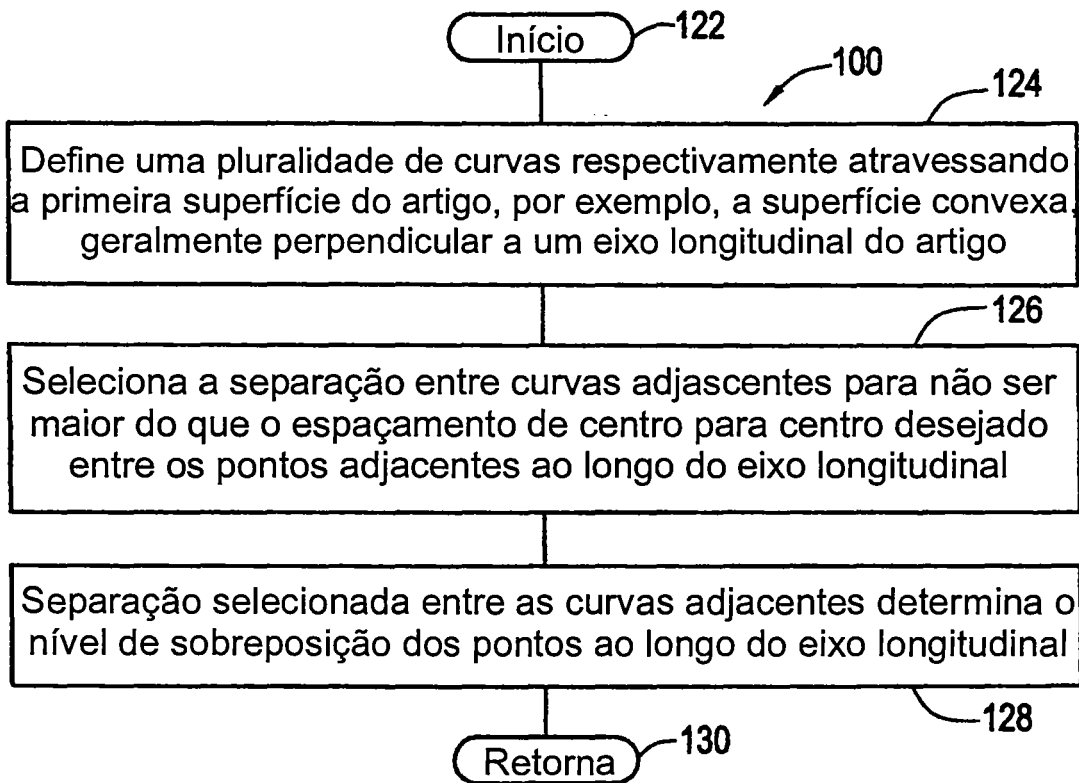 Início
122
100
124
Define uma pluralidade de curvas respectivamente atravessando
a primeira superfície do artigo, por exemplo, a superfície convexa,
geralmente perpendicular a um eixo longitudinal do artigo
126
Seleciona a separação entre curvas adjascentes para não ser
maior do que o espaçamento de centro para centro desejado
entre os pontos adjacentes ao longo do eixo longitudinal
Separação selecionada entre as curvas adjacentes determina o
nível de sobreposição dos pontos ao longo do eixo longitudinal
128
Retorna
130